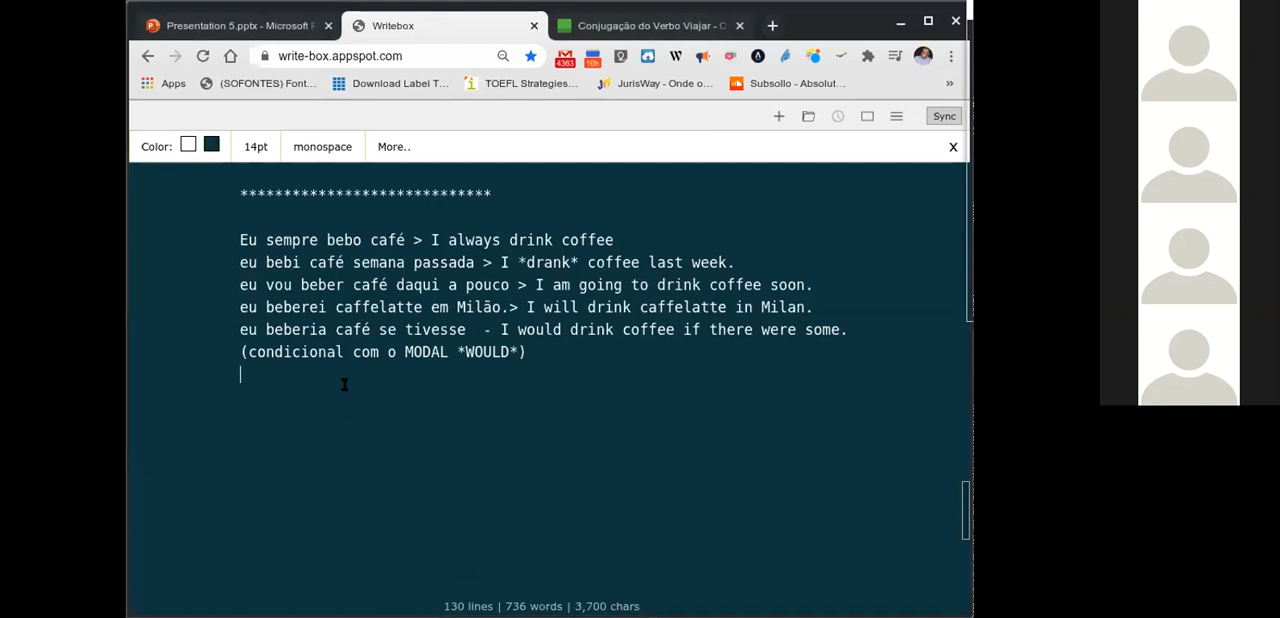 Presentation 5.pptx - Microsoft
Writebox
Conjugação do Verbo Viajar -
write-box.appspot.com
4363
10h
W
Apps
(SOFONTES) Font...
Download Label T...
TOEFL Strategies...
JurisWay - Onde o...
Subsollo - Absolut...
»
Sync
Color:
14pt
monospace
More..
X
*****************************
Eu sempre bebo café > I always drink coffee
eu bebi café semana passada > I *drank* coffee last week.
eu vou beber café daqui a pouco > I am going to drink coffee soon.
eu beberei caffelatte em Milão.> I will drink caffelatte in Milan.
eu beberia café se tivesse  - I would drink coffee if there were some.
(condicional com o MODAL *WOULD*)
130 lines | 736 words | 3,700 chars